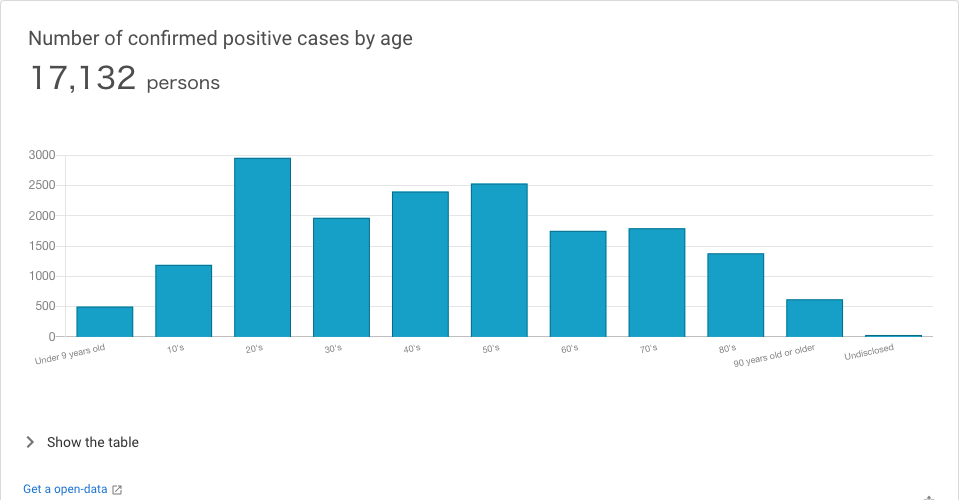 Number of confirmed positive cases by age
17,132 persons
3000
2500
2000
1500
1000
500
0
Under 9 years old
10's
20's
30's
40's
50's
60's
70's
80's
90 years old or older
Undisclosed
Show the table
Get a open-data